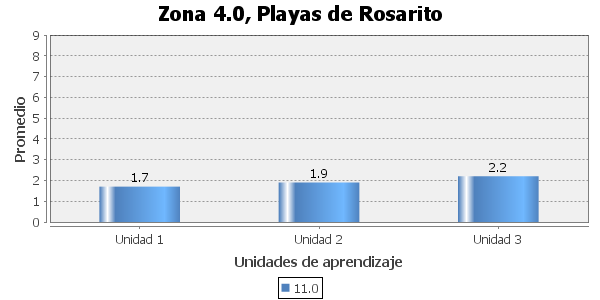 Zona 4.0, Playas de Rosarito
Promedio
9
8
7
6
5
4
3
2
1
0
1.7
1.9
2.2
Unidad 1
Unidad 2
Unidad 3
Unidades de aprendizaje
11.0